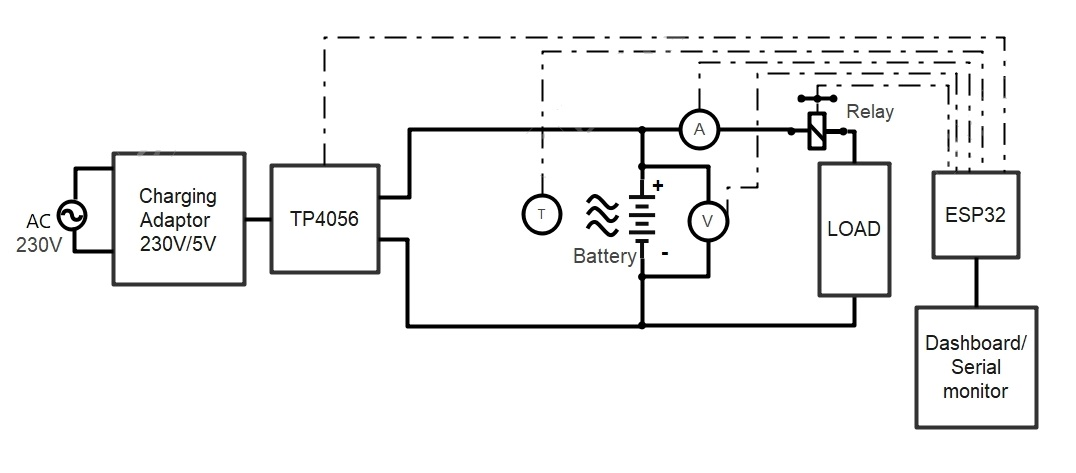 AC
230V
Charging
Adaptor
230V/5V
TP4056
T
Battery
+
-
A
V
Relay
LOAD
ESP32
Dashboard/
Serial
monitor